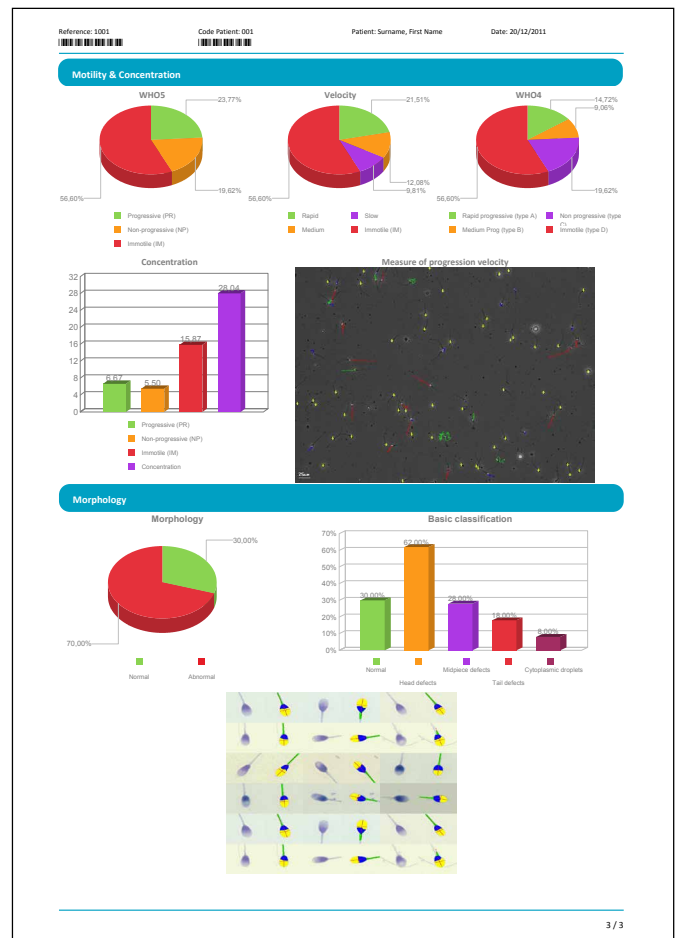 Reference: 1001 Code Patient: 001 Patient: Surname, First Name Date: 20/12/2011
Motility & Concentration
WHO5 Velocity WHO4
23,77% 21,51% 14,72%
9,06%
12,08%
56,60% 19,62% 56,60% 9,81% 56,60% 19,62%
Progressive (PR) Rapid Slow Rapid progressive (type A) Non progressive (type
Non-progressive (NP) Medium Immotile (IM) Medium Prog (type B) Immotile (type D)
Immotile (IM)
Concentration Measure of progression velocity
32
28 28,04
24
20
16 15,87
12
8 6,67
4 5,50
0
Progressive (PR)
Non-progressive (NP)
Immotile (IM)
Concentration
25um
Morphology
Morphology Basic classification
30,00%
70,00%
Normal Abnormal
70%
60% 62,00%
50%
40%
30% 30,00% 28,00%
20% 18,00%
10% 8,00%
0%
Normal Midpiece defects Cytoplasmic droplets
Head defects Tail defects
3 / 3